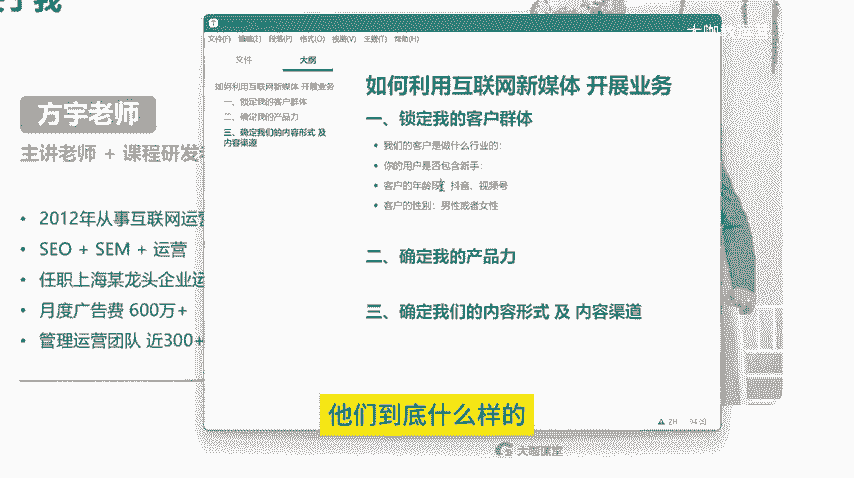 方宇老师
主讲老师 + 课程研发
• 2012年从事互联网运营
• SEO + SEM + 运营
• 任职上海某龙头企业运
• 月度广告费 600万+
• 管理运营团队 近300+
文件(F) 编辑(E) 段落(P) 格式(O) 视图(V) 主题(T) 帮助(H)
文件 大纲
如何利用互联网新媒体 开展业务
一、锁定我的客户群体
二、确定我的产品力
三、确定我们的内容形式 及
内容渠道
如何利用互联网新媒体 开展业务
一、锁定我的客户群体
• 我们的客户是做什么行业的:
• 你的用户是否包含新手:
• 客户的年龄段: 抖音、视频号
• 客户的性别: 男性或者女性
二、确定我的产品力
三、确定我们的内容形式 及 内容渠道
ZH 94 词
他们到底什么样的
大咖课堂